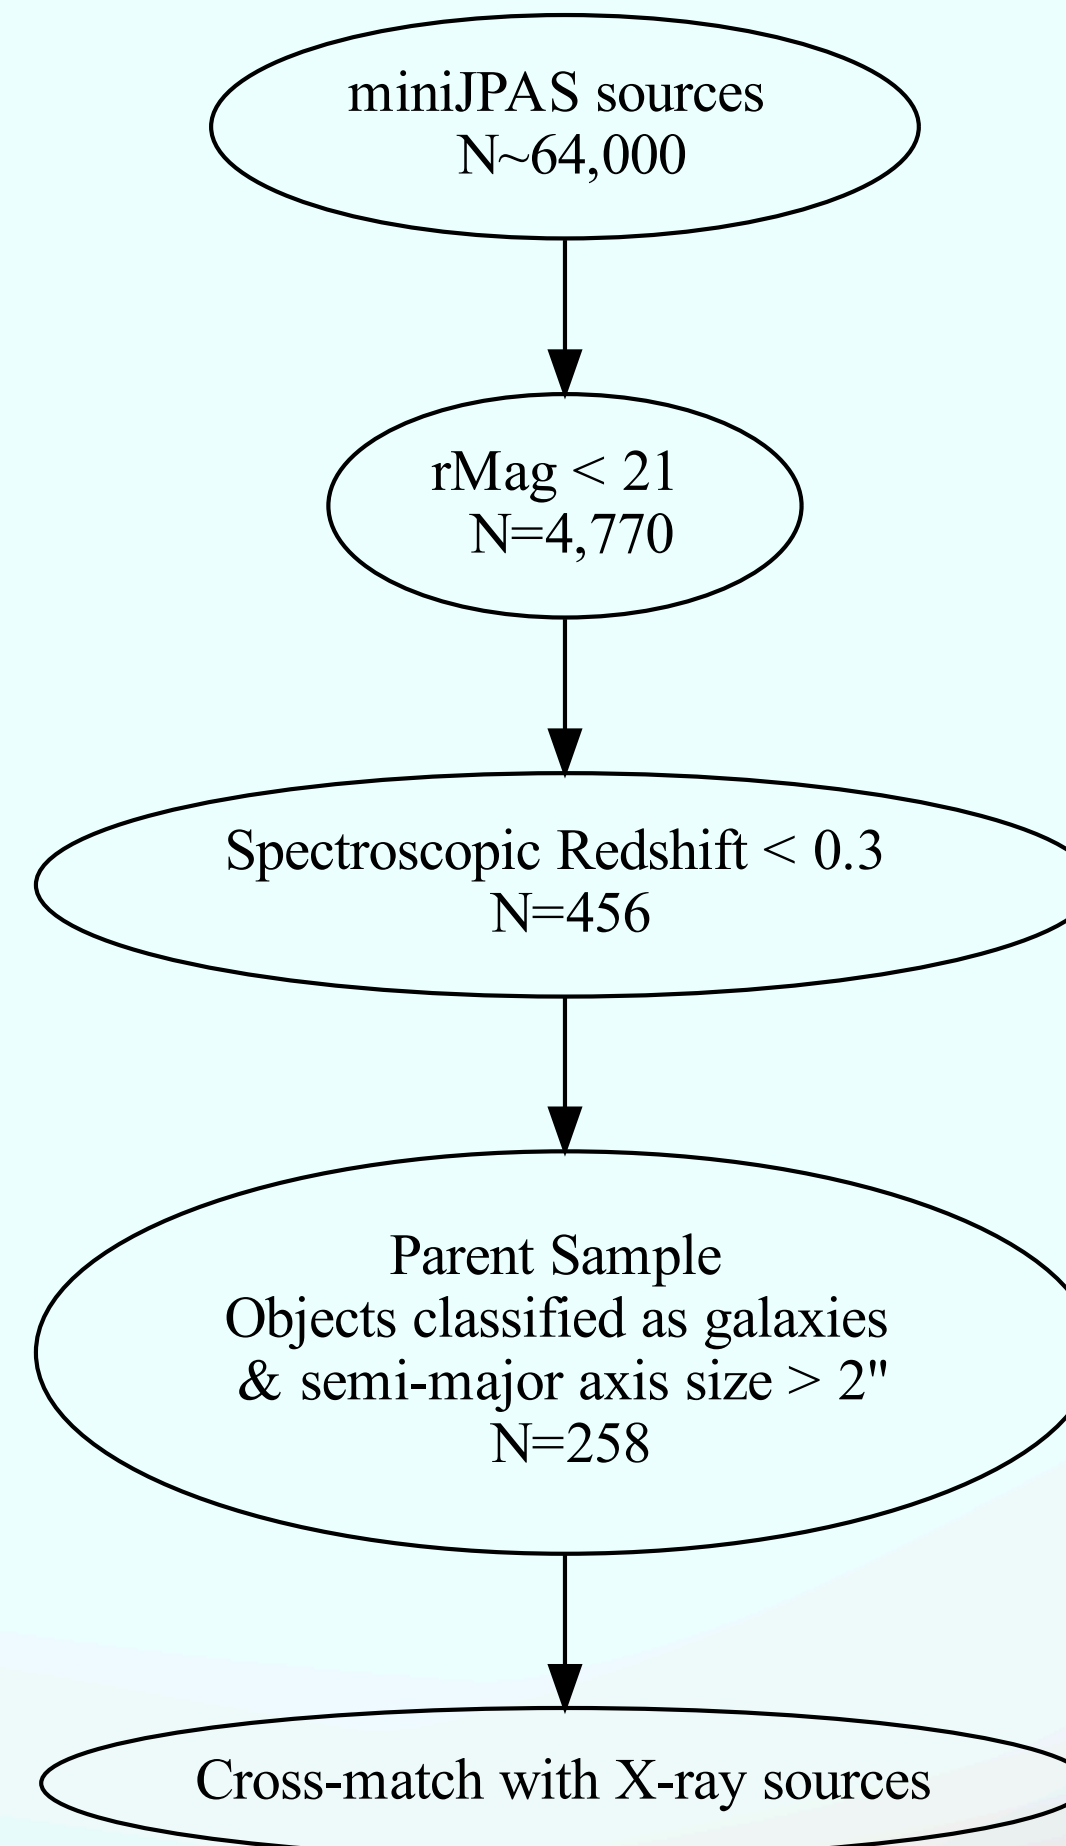 miniJPAS sources
N~64,000
rMag < 21
N=4,770
Spectroscopic Redshift < 0.3
N=456
Parent Sample
Objects classified as galaxies
& semi-major axis size > 2"
N=258
Cross-match with X-ray sources